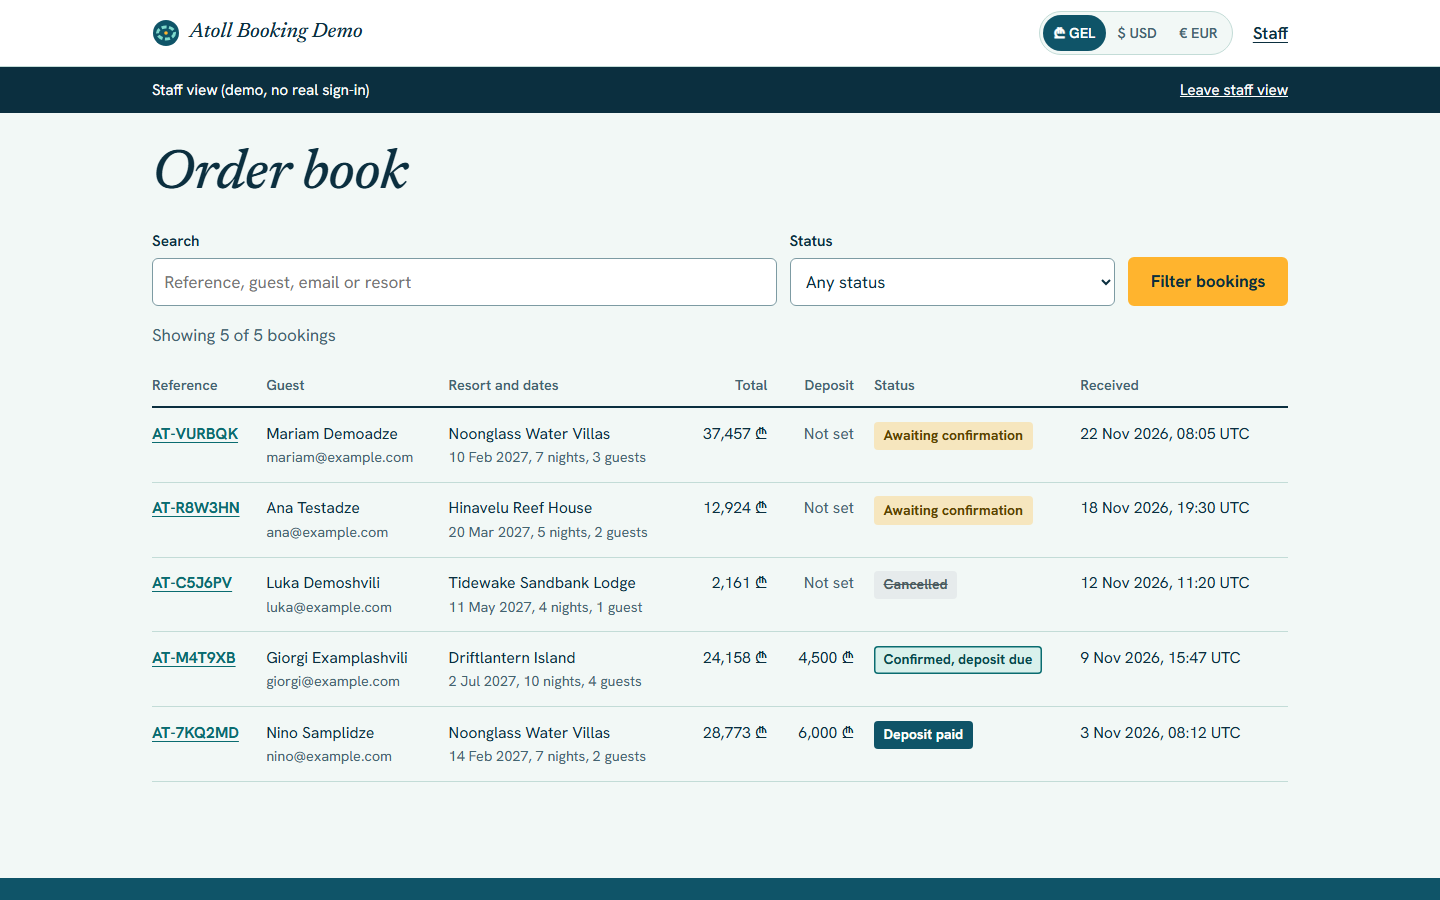 Atoll Booking Demo
₾ GEL $ USD € EUR Staff
Staff view (demo, no real sign-in) Leave staff view
Order book
Search Status
Reference, guest, email or resort Any status Filter bookings
Showing 5 of 5 bookings
Reference Guest Resort and dates Total Deposit Status Received
AT-VURBQK Mariam Demoadze Noonglass Water Villas 37,457 ₾ Not set Awaiting confirmation 22 Nov 2026, 08:05 UTC
mariam@example.com 10 Feb 2027, 7 nights, 3 guests
AT-R8W3HN Ana Testadze Hinavelu Reef House 12,924 ₾ Not set Awaiting confirmation 18 Nov 2026, 19:30 UTC
ana@example.com 20 Mar 2027, 5 nights, 2 guests
AT-C5J6PV Luka Demoshvili Tidewake Sandbank Lodge 2,161 ₾ Not set Cancelled 12 Nov 2026, 11:20 UTC
luka@example.com 11 May 2027, 4 nights, 1 guest
AT-M4T9XB Giorgi Examplashvili Driftlantern Island 24,158 ₾ 4,500 ₾ Confirmed, deposit due 9 Nov 2026, 15:47 UTC
giorgi@example.com 2 Jul 2027, 10 nights, 4 guests
AT-7KQ2MD Nino Samplidze Noonglass Water Villas 28,773 ₾ 6,000 ₾ Deposit paid 3 Nov 2026, 08:12 UTC
nino@example.com 14 Feb 2027, 7 nights, 2 guests